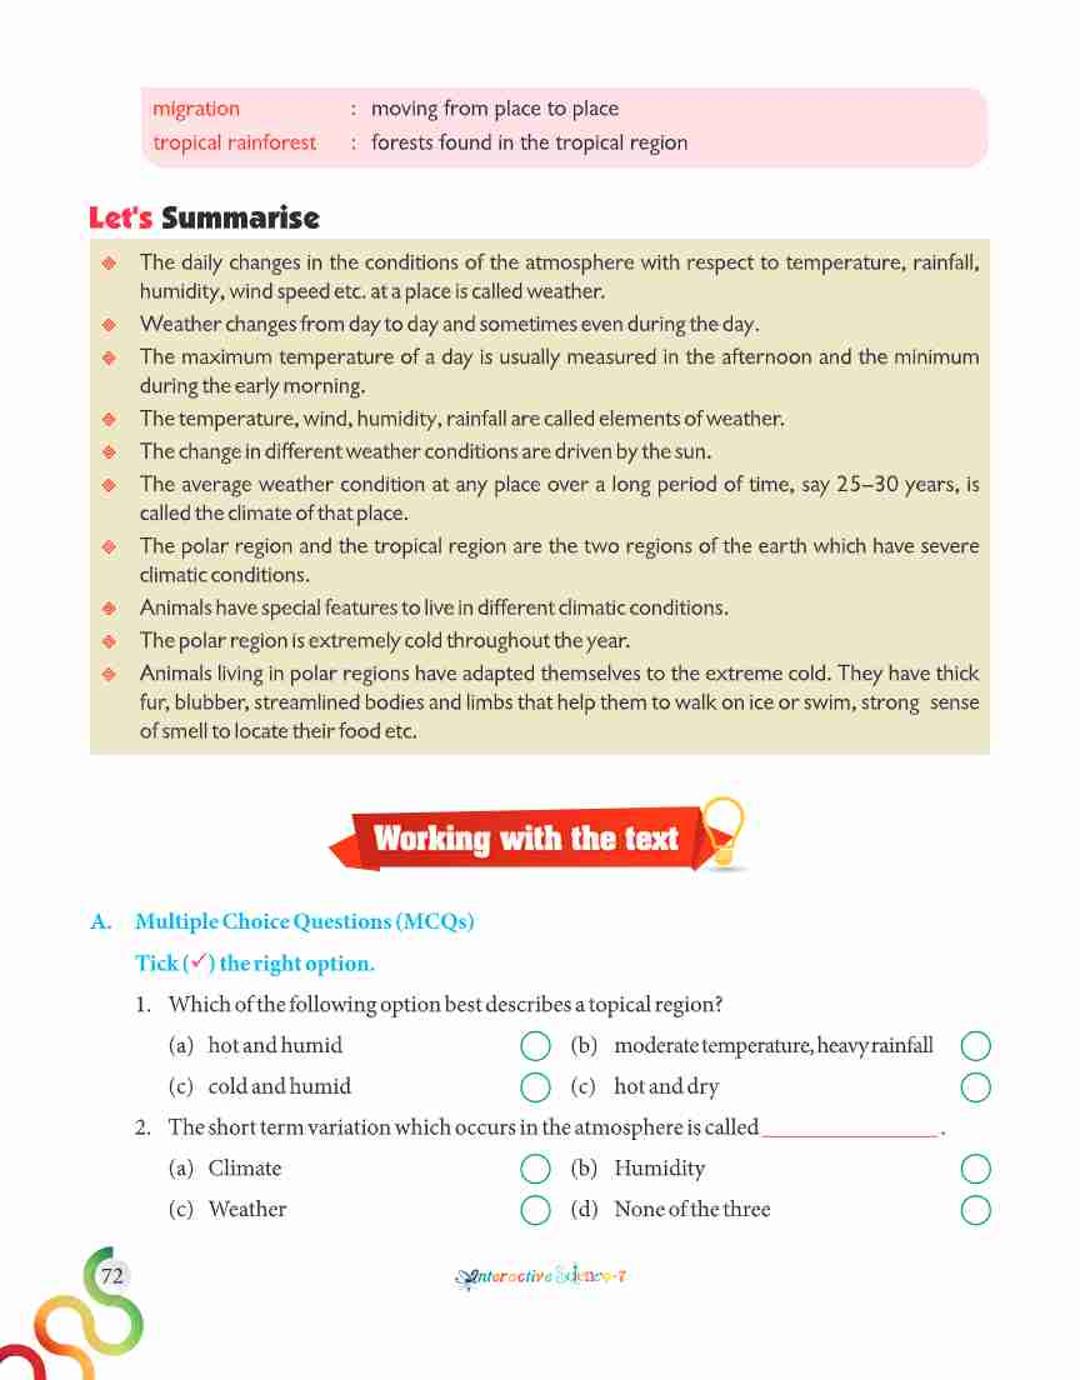 migration : moving from place to place
tropical rainforest : forests found in the tropical region
Let's Summarise
The daily changes in the conditions of the atmosphere with respect to temperature, rainfall,
humidity, wind speed etc. at a place is called weather.
Weather changes from day to day and sometimes even during the day.
The maximum temperature of a day is usually measured in the afternoon and the minimum
during the early morning.
The temperature, wind, humidity, rainfall are called elements of weather.
The change in different weather conditions are driven by the sun.
The average weather condition at any place over a long period of time, say 25–30 years, is
called the climate of that place.
The polar region and the tropical region are the two regions of the earth which have severe
climatic conditions.
Animals have special features to live in different climatic conditions.
The polar region is extremely cold throughout the year.
Animals living in polar regions have adapted themselves to the extreme cold. They have thick
fur, blubber, streamlined bodies and limbs that help them to walk on ice or swim, strong sense
of smell to locate their food etc.
Working with the text
A. Multiple Choice Questions (MCQs)
Tick (✓) the right option.
1. Which of the following option best describes a topical region?
(a) hot and humid (b) moderate temperature, heavy rainfall
(c) cold and humid (c) hot and dry
2. The short term variation which occurs in the atmosphere is called ________________.
(a) Climate (b) Humidity
(c) Weather (d) None of the three
72
Interactive Science-7